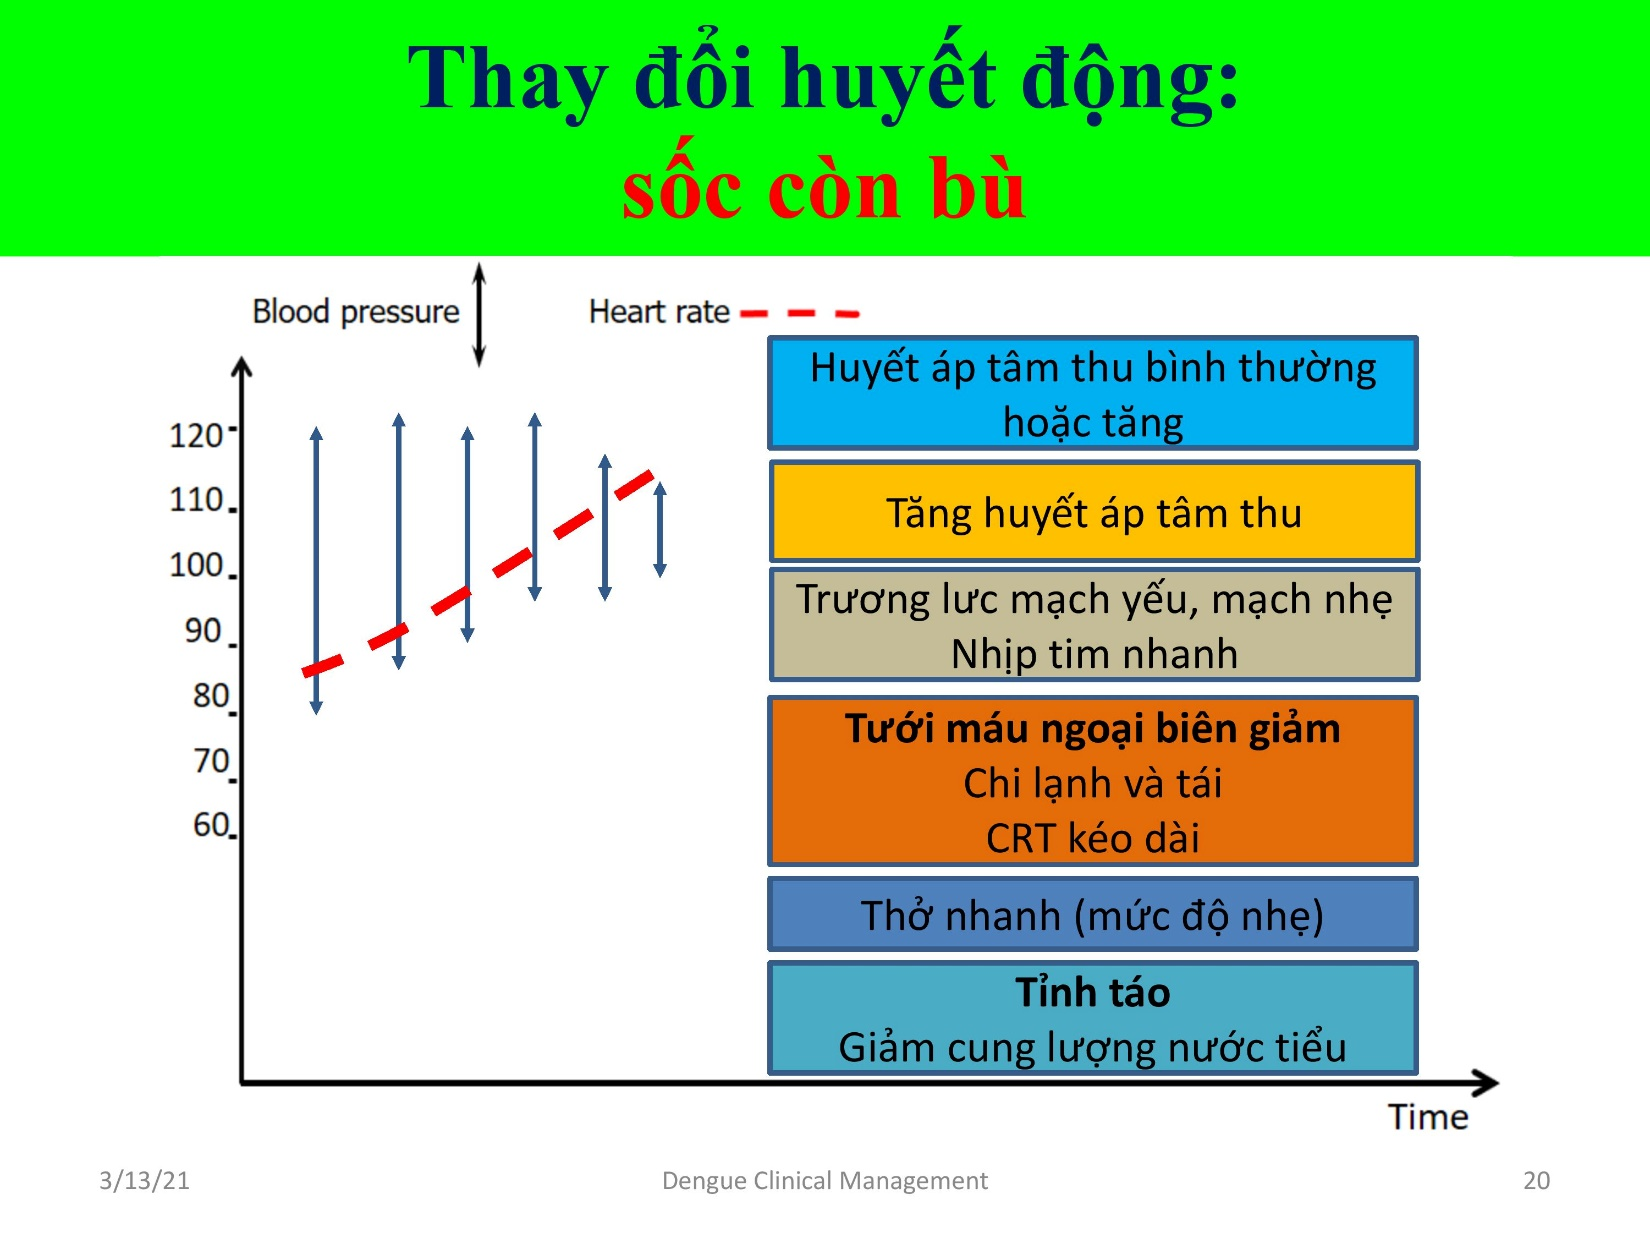 Thay đổi huyết động:
sốc còn bù
Blood pressure
Heart rate
120
110
100
90
80
70
60
Huyết áp tâm thu bình thường
hoặc tăng
Tăng huyết áp tâm thu
Trương lưc mạch yếu, mạch nhẹ
Nhịp tim nhanh
Tưới máu ngoại biên giảm
Chi lạnh và tái
CRT kéo dài
Thở nhanh (mức độ nhẹ)
Tỉnh táo
Giảm cung lượng nước tiểu
Time
3/13/21
Dengue Clinical Management
20